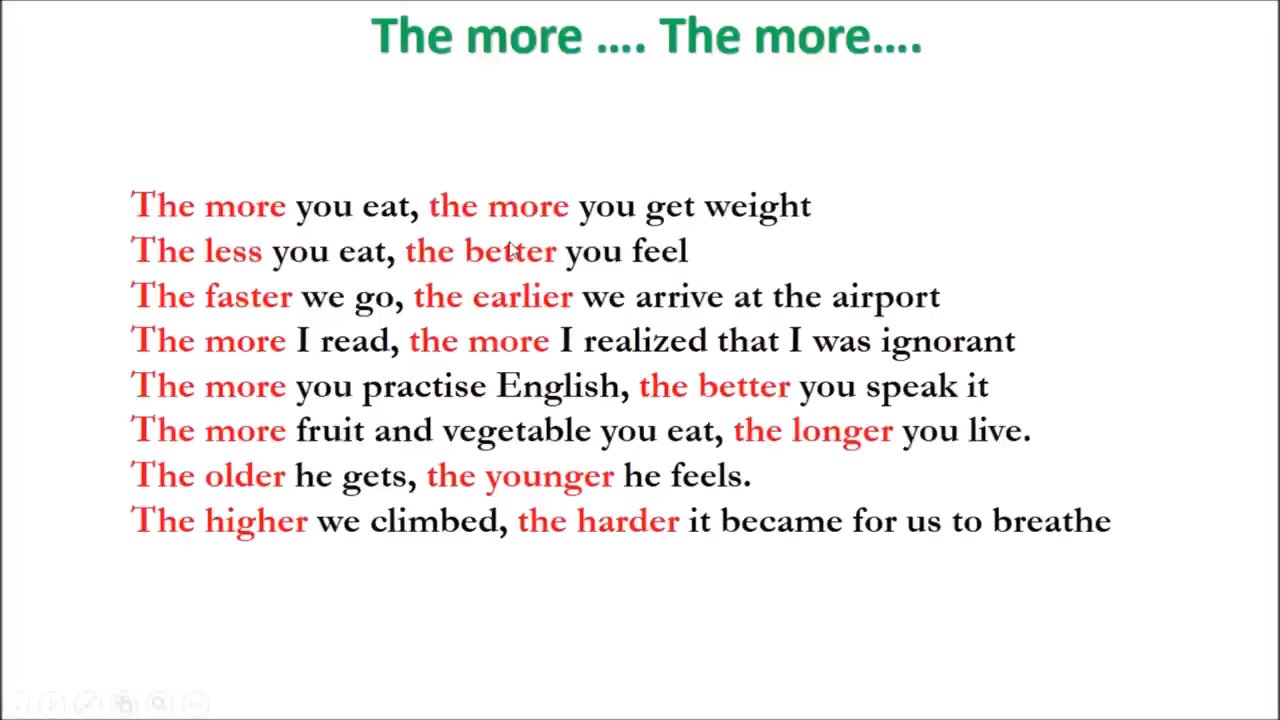 The more .... The more....
The more you eat, the more you get weight
The less you eat, the better you feel
The faster we go, the earlier we arrive at the airport
The more I read, the more I realized that I was ignorant
The more you practise English, the better you speak it
The more fruit and vegetable you eat, the longer you live.
The older he gets, the younger he feels.
The higher we climbed, the harder it became for us to breathe